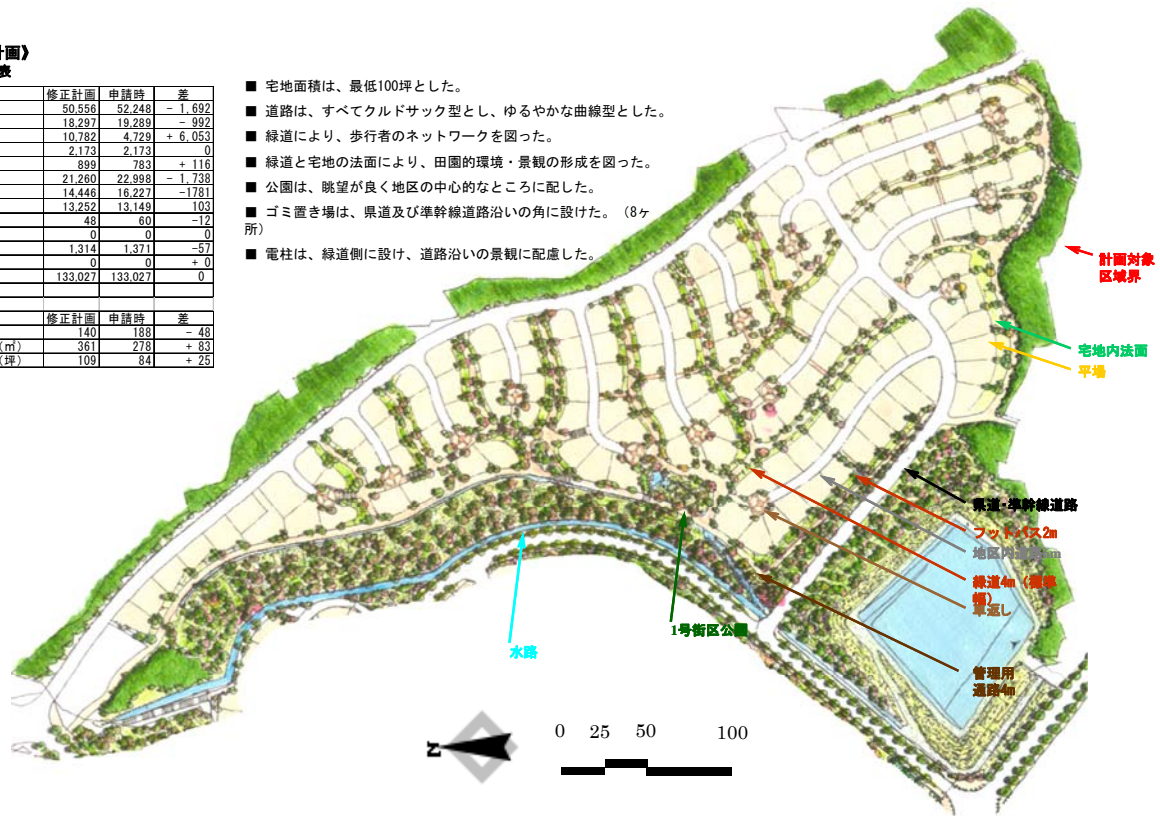 計画》
表
修正計画 申請時 差
50,556 52,248 - 1,692
18,297 19,289 - 992
10,782 4,729 + 6,053
2,173 2,173 0
899 783 + 116
21,260 22,998 - 1,738
14,446 16,227 -1781
13,252 13,149 103
48 60 -12
0 0 0
1,314 1,371 -57
0 0 + 0
133,027 133,027 0
修正計画 申請時 差
140 188 - 48
(㎡) 361 278 + 83
(坪) 109 84 + 25
■ 宅地面積は、最低100坪とした。
■ 道路は、すべてクルドサック型とし、ゆるやかな曲線型とした。
■ 緑道により、歩行者のネットワークを図った。
■ 緑道と宅地の法面により、田園的環境・景観の形成を図った。
■ 公園は、眺望が良く地区の中心的なところに配した。
■ ゴミ置き場は、県道及び準幹線道路沿いの角に設けた。（8ヶ
所）
■ 電柱は、緑道側に設け、道路沿いの景観に配慮した。
計画対象
区域界
宅地内法面
平場
県道・準幹線道路
フットパス2m
地区内道路6m
緑道4m（標準
幅）
車返し
1号街区公園
水路
管理用
通路4m
N
0 25 50 100